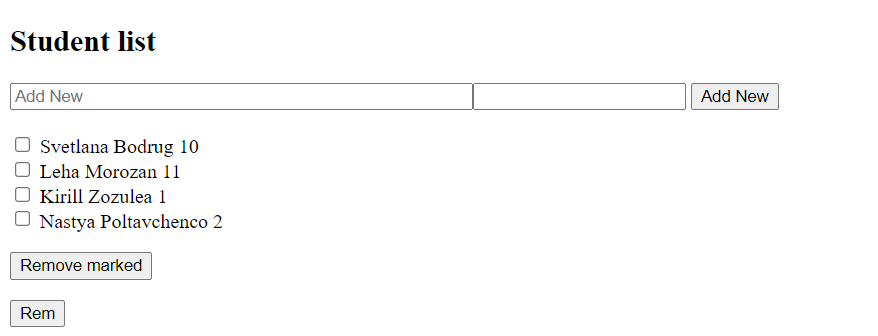 Student list
Add New Add New
Svetlana Bodrug 10
Leha Morozan 11
Kirill Zozulea 1
Nastya Poltavchenco 2
Remove marked
Rem